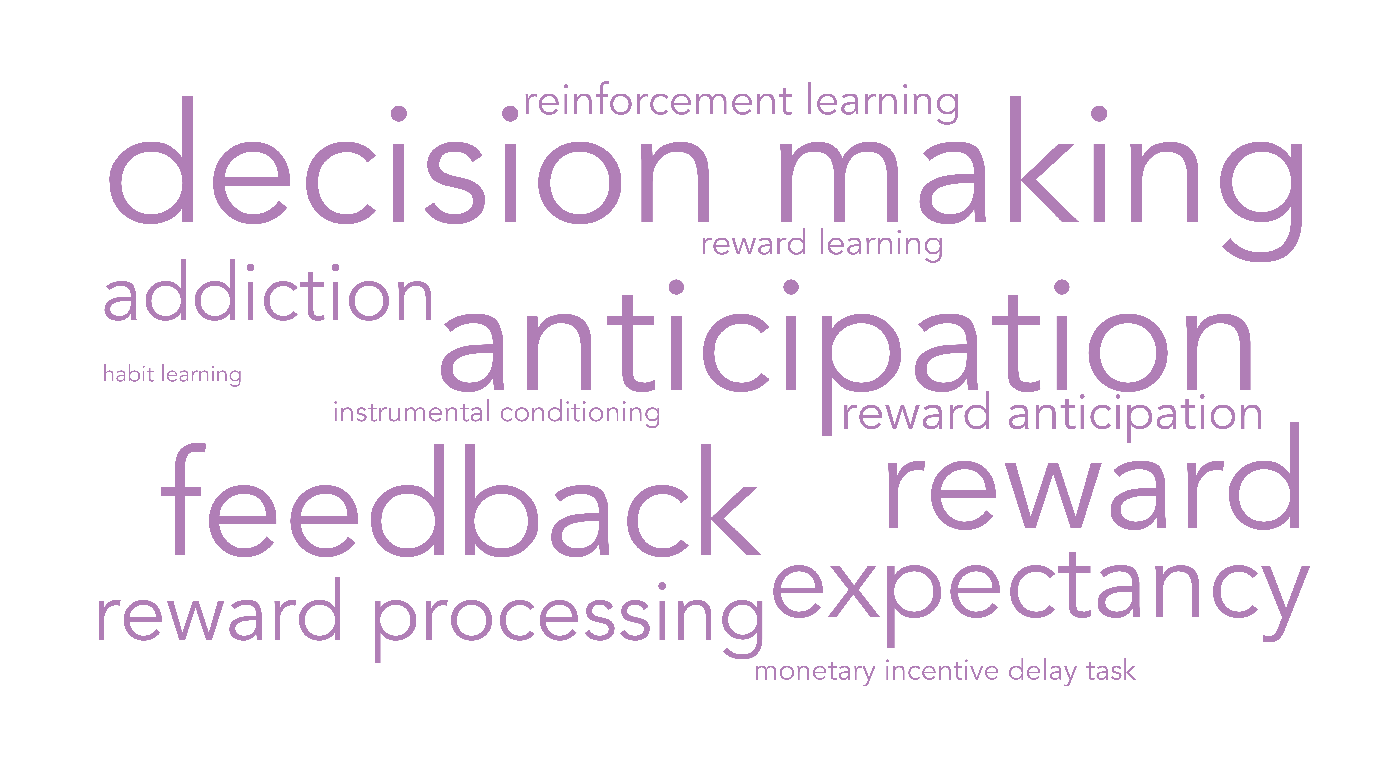 reinforcement learning
decision making
reward learning
addiction
anticipation
habit learning
instrumental conditioning
reward anticipation
feedback
reward
reward processing
expectancy
monetary incentive delay task